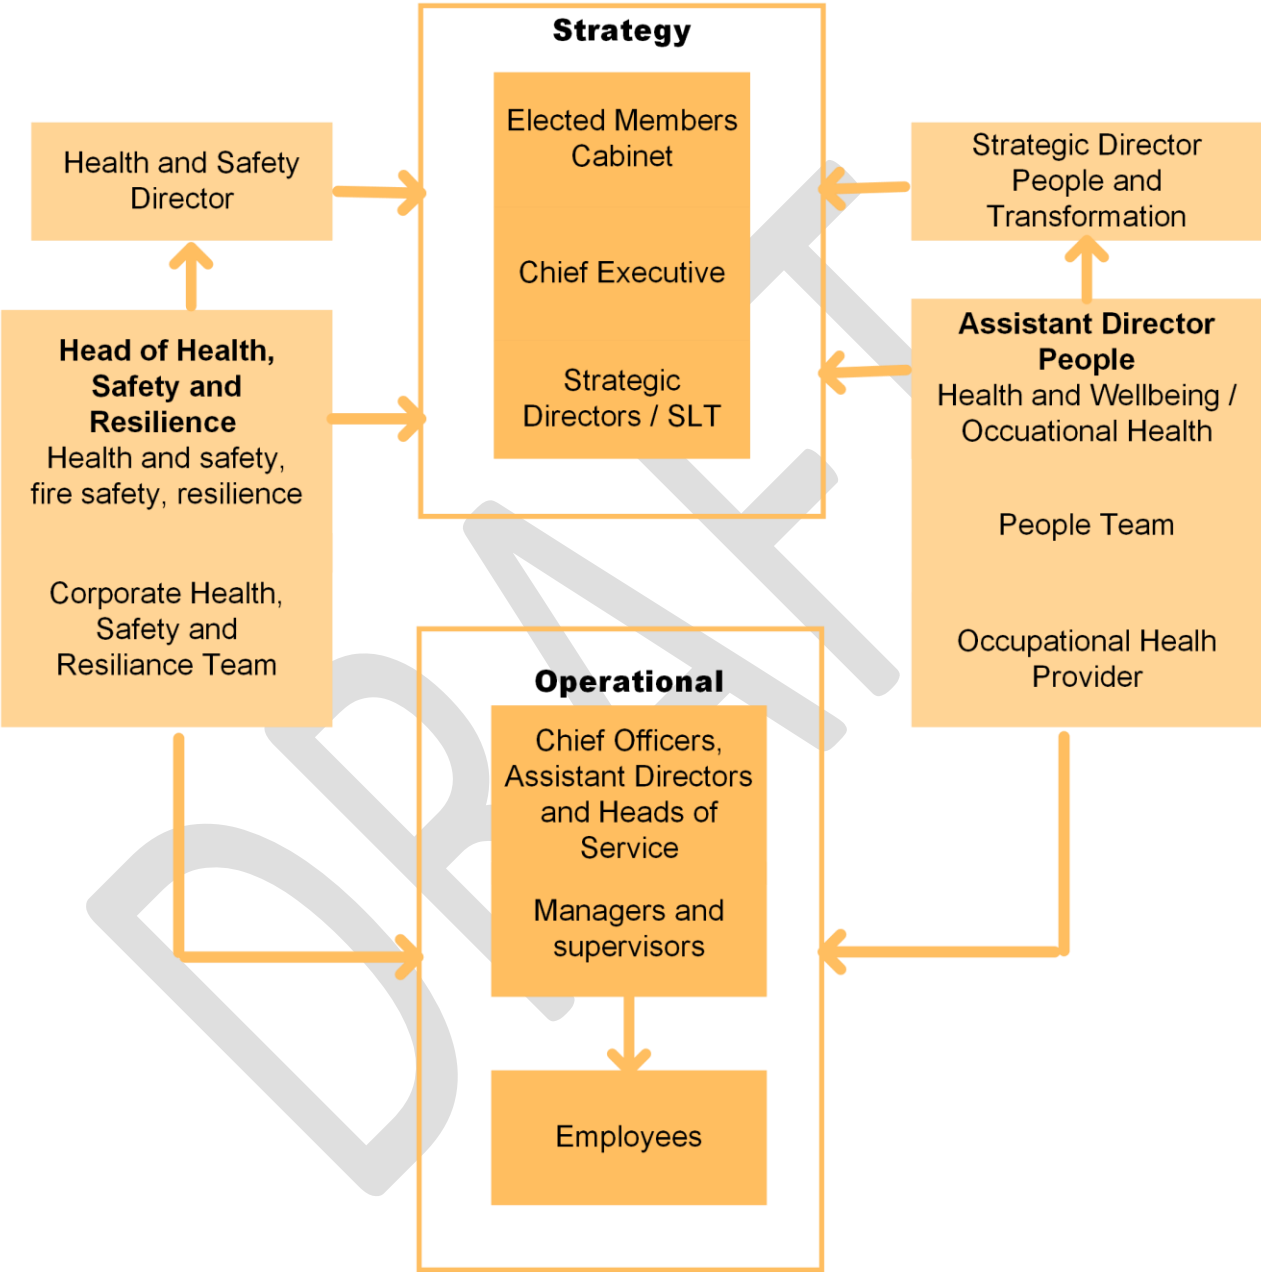 Strategy
Elected Members
Cabinet
Chief Executive
Strategic
Directors / SLT
Health and Safety
Director
Head of Health,
Safety and
Resilience
Health and safety,
fire safety, resilience
Corporate Health,
Safety and
Resiliance Team
Strategic Director
People and
Transformation
Assistant Director
People
Health and Wellbeing /
Occuational Health
People Team
Occupational Healh
Provider
Operational
Chief Officers,
Assistant Directors
and Heads of
Service
Managers and
supervisors
Employees
DRAFT